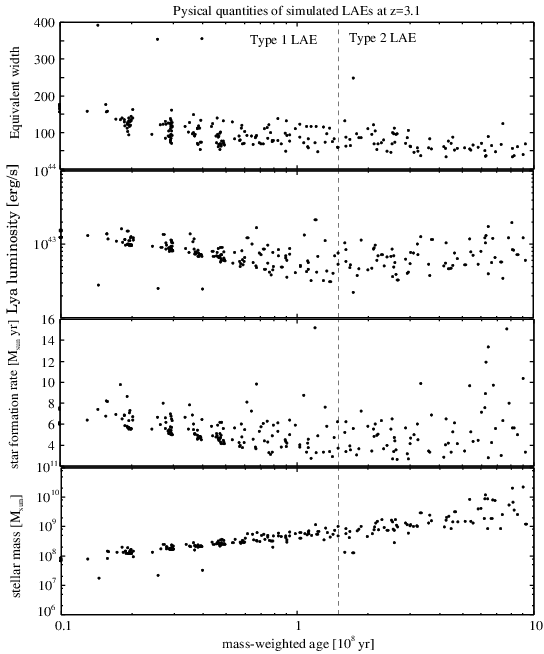 Pysical quantities of simulated LAEs at z=3.1
400
300
200
100
Equivalent width
Type 1 LAE
Type 2 LAE
10^44
10^43
Lya luminosity [erg/s]
16
14
12
10
8
6
4
star formation rate [M_sun yr]
10^11
10^10
10^9
10^8
10^7
10^6
stellar mass [M_sun]
0.1
1
10
mass-weighted age [10^8 yr]